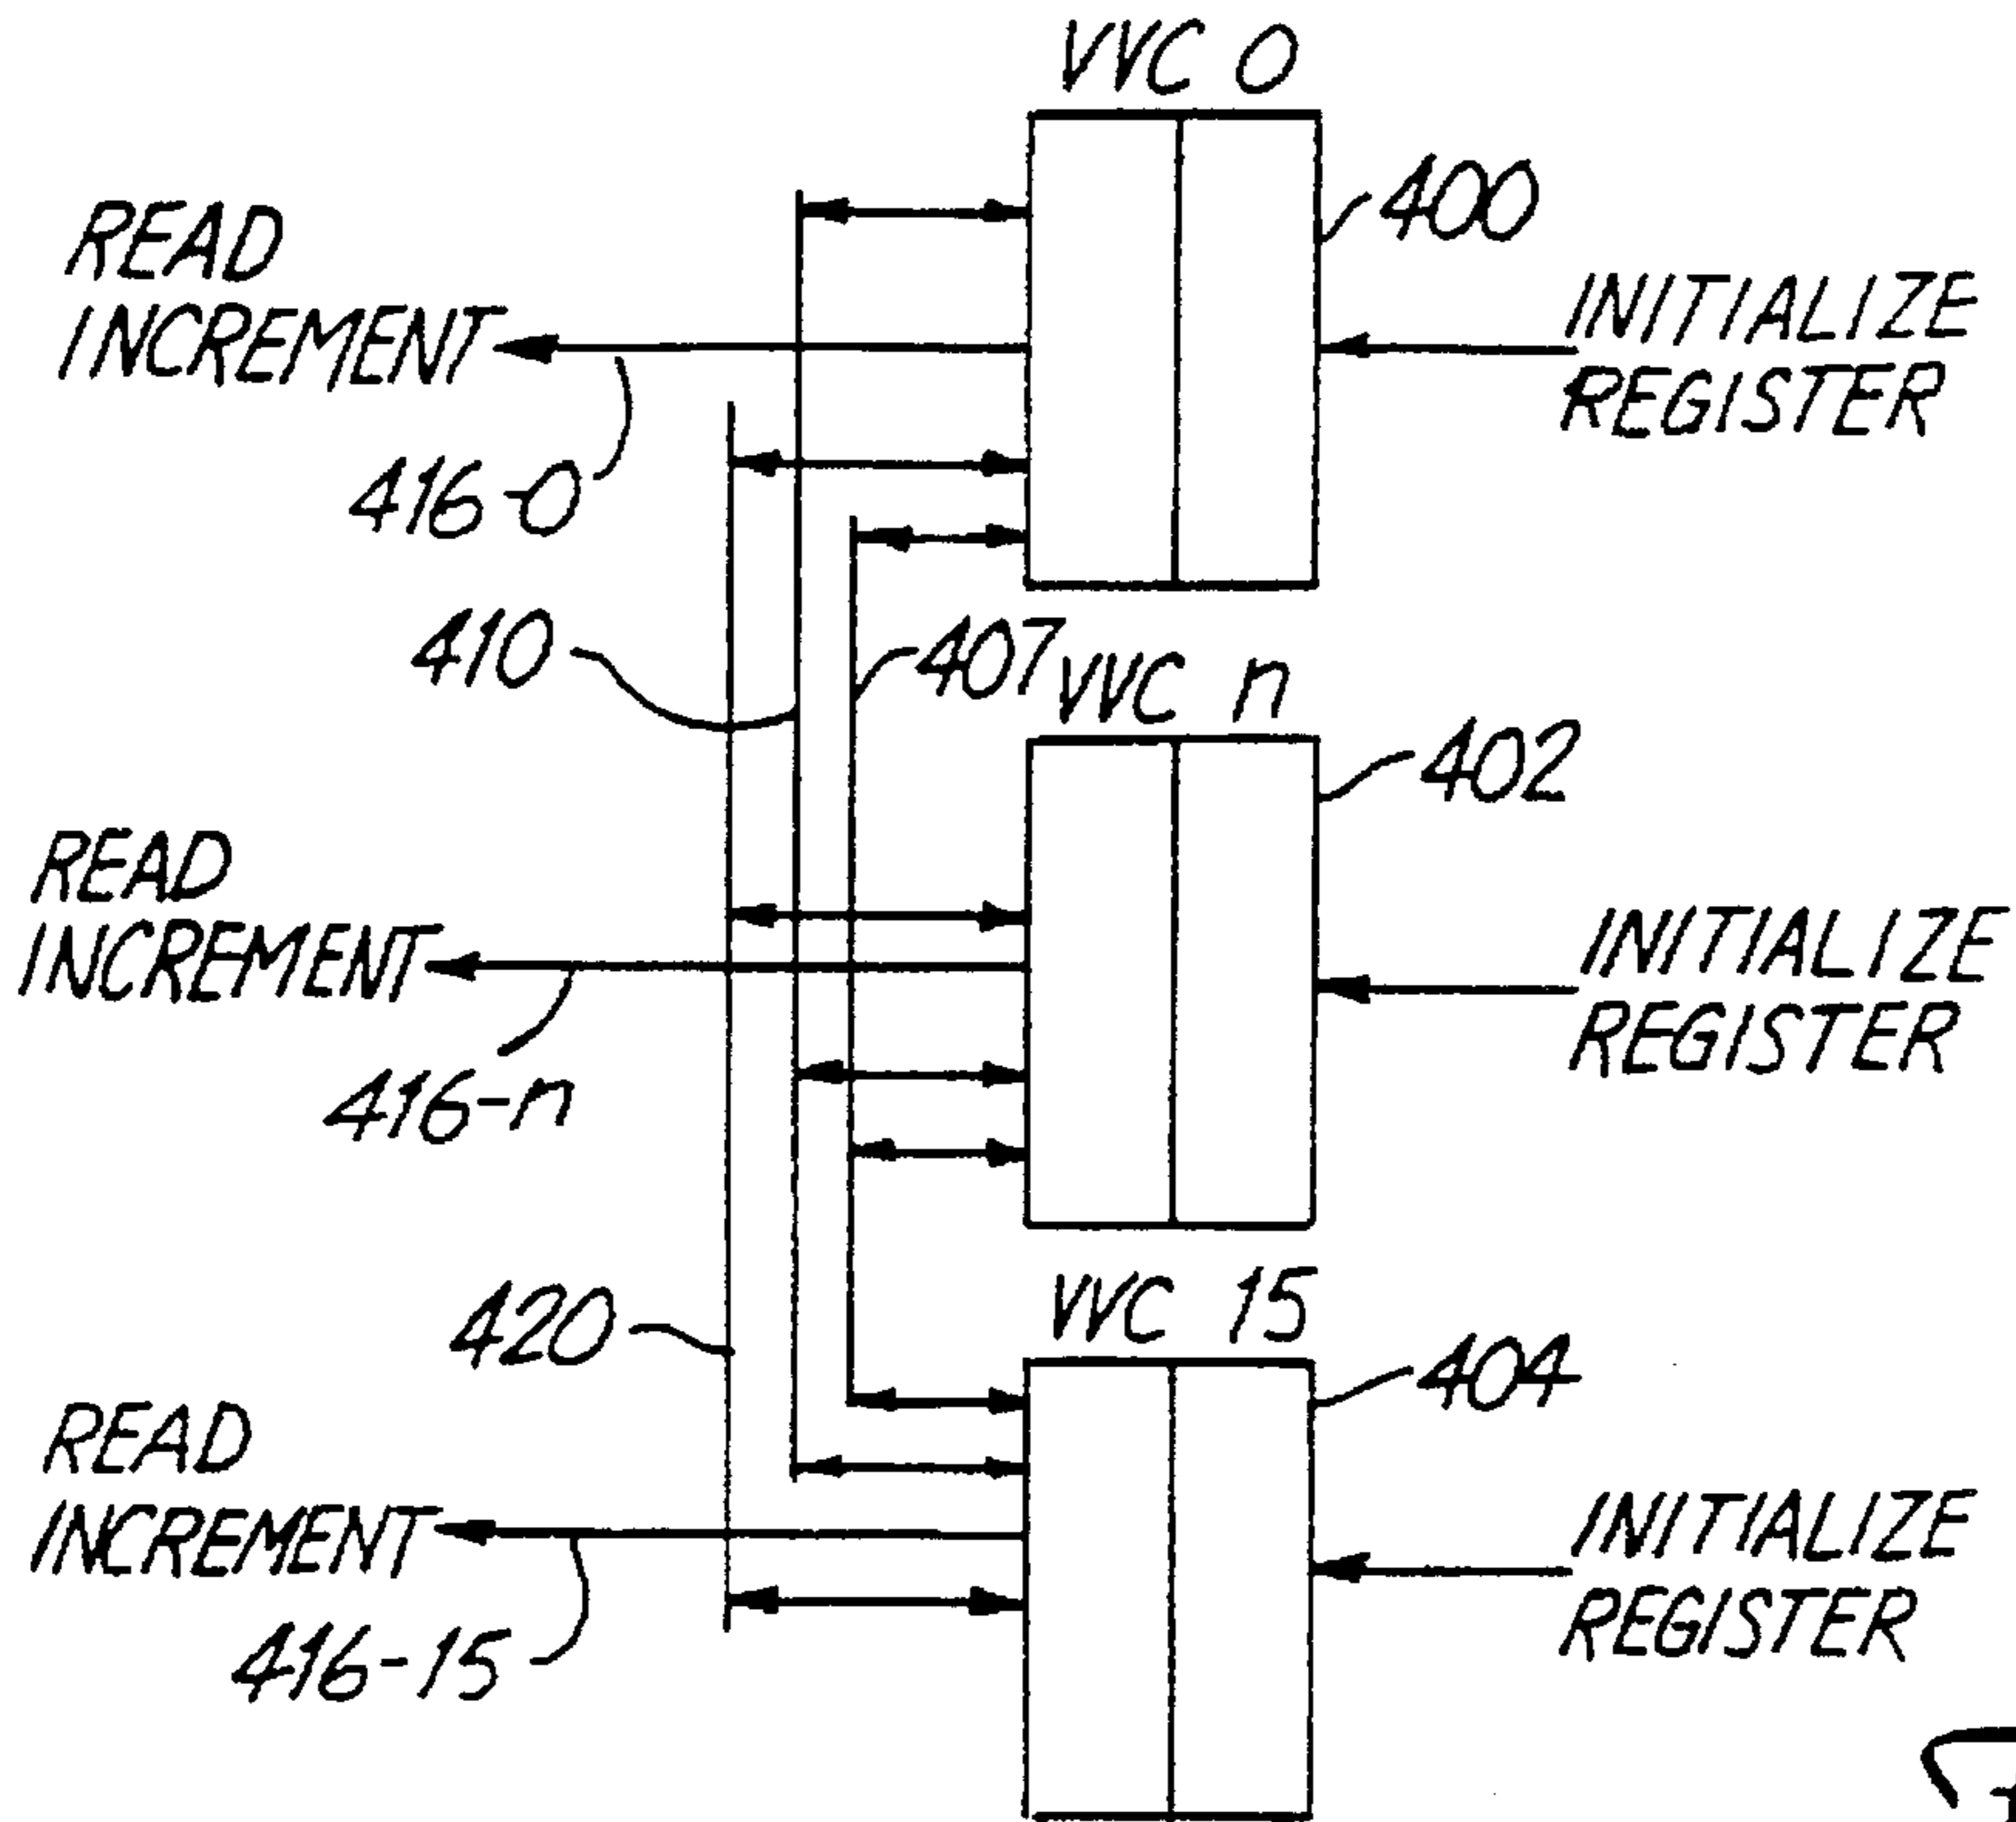 VVC 0
400
READ
INCREMENT
INITIALIZE
REGISTER
416-0
410
407
VVC n
402
READ
INCREMENT
INITIALIZE
REGISTER
416-n
VVC 15
420
404
READ
INCREMENT
INITIALIZE
REGISTER
416-15